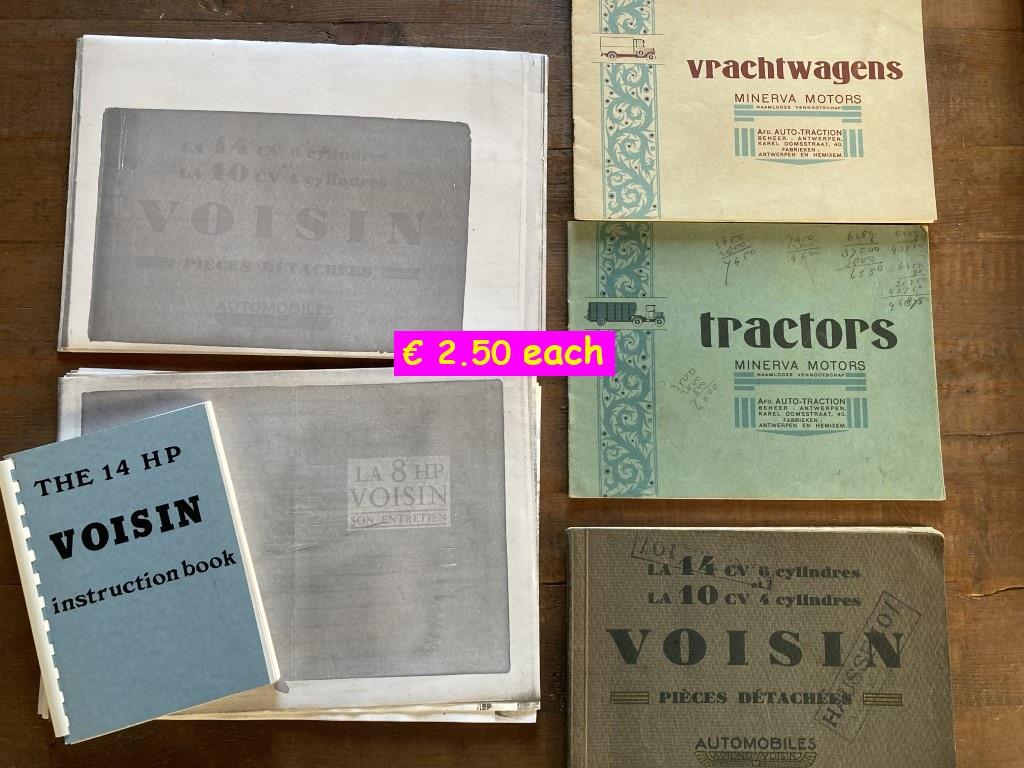 LA 14 CV 6 cylindres
LA 10 CV 4 cylindres
VOISIN
PIÈCES DÉTACHÉES
AUTOMOBILES
LA 8 HP
VOISIN
SON ENTRETIEN
THE 14 HP
VOISIN
instruction book
€ 2.50 each
vrachtwagens
MINERVA MOTORS
NAAMLOOZE VENNOOTSCHAP
AFD. AUTO-TRACTION
BEHEER : ANTWERPEN,
KAREL OOMSSTRAAT, 40.
FABRIEKEN :
ANTWERPEN EN HEMIXEM.
tractors
MINERVA MOTORS
NAAMLOOZE VENNOOTSCHAP
AFD. AUTO-TRACTION
BEHEER : ANTWERPEN,
KAREL OOMSSTRAAT, 40.
FABRIEKEN :
ANTWERPEN EN HEMIXEM.
LA 14 CV 6 cylindres
LA 10 CV 4 cylindres
VOISIN
PIÈCES DÉTACHÉES
AUTOMOBILES
VOISIN